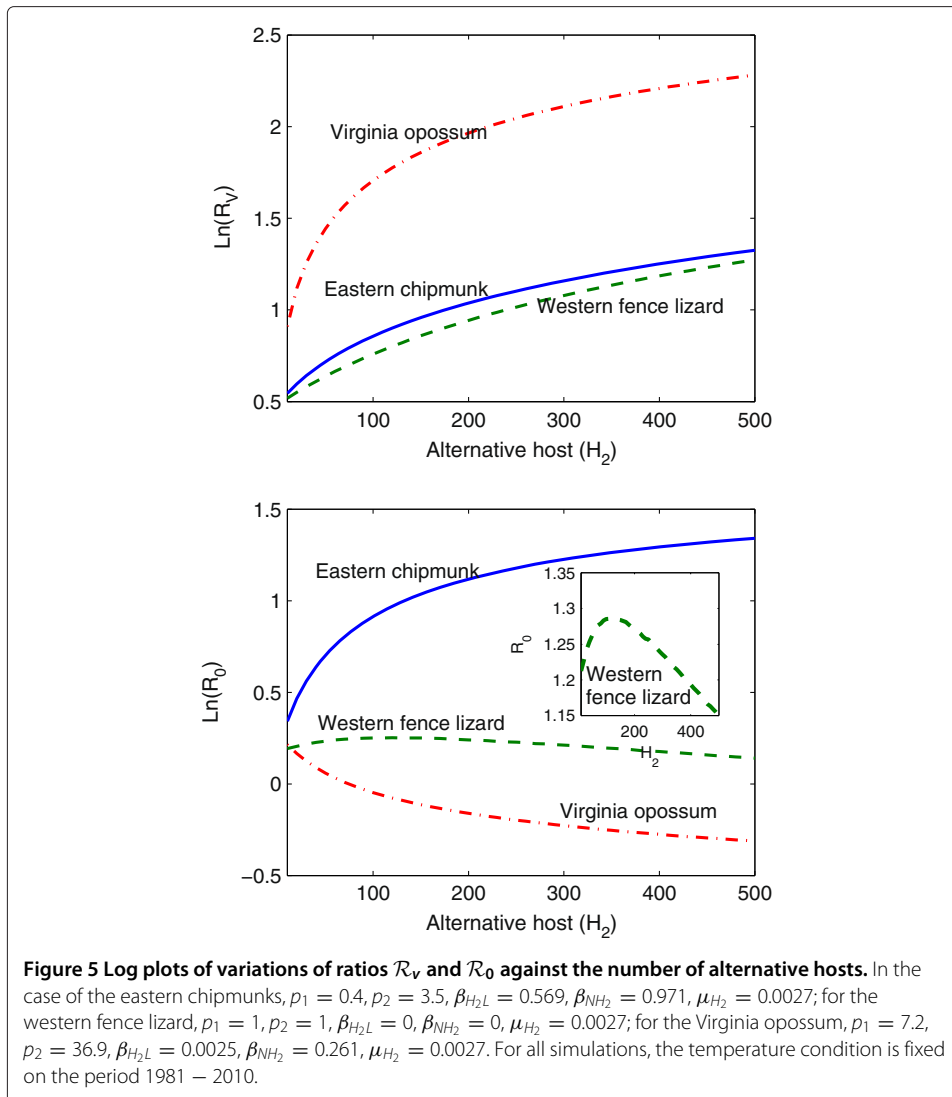 2.5
2
1.5
1
0.5
Ln(R_V)
Virginia opossum
Eastern chipmunk
Western fence lizard
100 200 300 400 500
Alternative host (H_2)
1.5
1
0.5
0
−0.5
Ln(R_0)
Eastern chipmunk
Western fence lizard
Virginia opossum
1.35
1.3
1.25
1.2
1.15
R_0
Western
fence lizard
200 400
H_2
100 200 300 400 500
Alternative host (H_2)
Figure 5 Log plots of variations of ratios R_v and R_0 against the number of alternative hosts. In the
case of the eastern chipmunks, p_1 = 0.4, p_2 = 3.5, β_{H_2L} = 0.569, β_{NH_2} = 0.971, μ_{H_2} = 0.0027; for the
western fence lizard, p_1 = 1, p_2 = 1, β_{H_2L} = 0, β_{NH_2} = 0, μ_{H_2} = 0.0027; for the Virginia opossum, p_1 = 7.2,
p_2 = 36.9, β_{H_2L} = 0.0025, β_{NH_2} = 0.261, μ_{H_2} = 0.0027. For all simulations, the temperature condition is fixed
on the period 1981 − 2010.